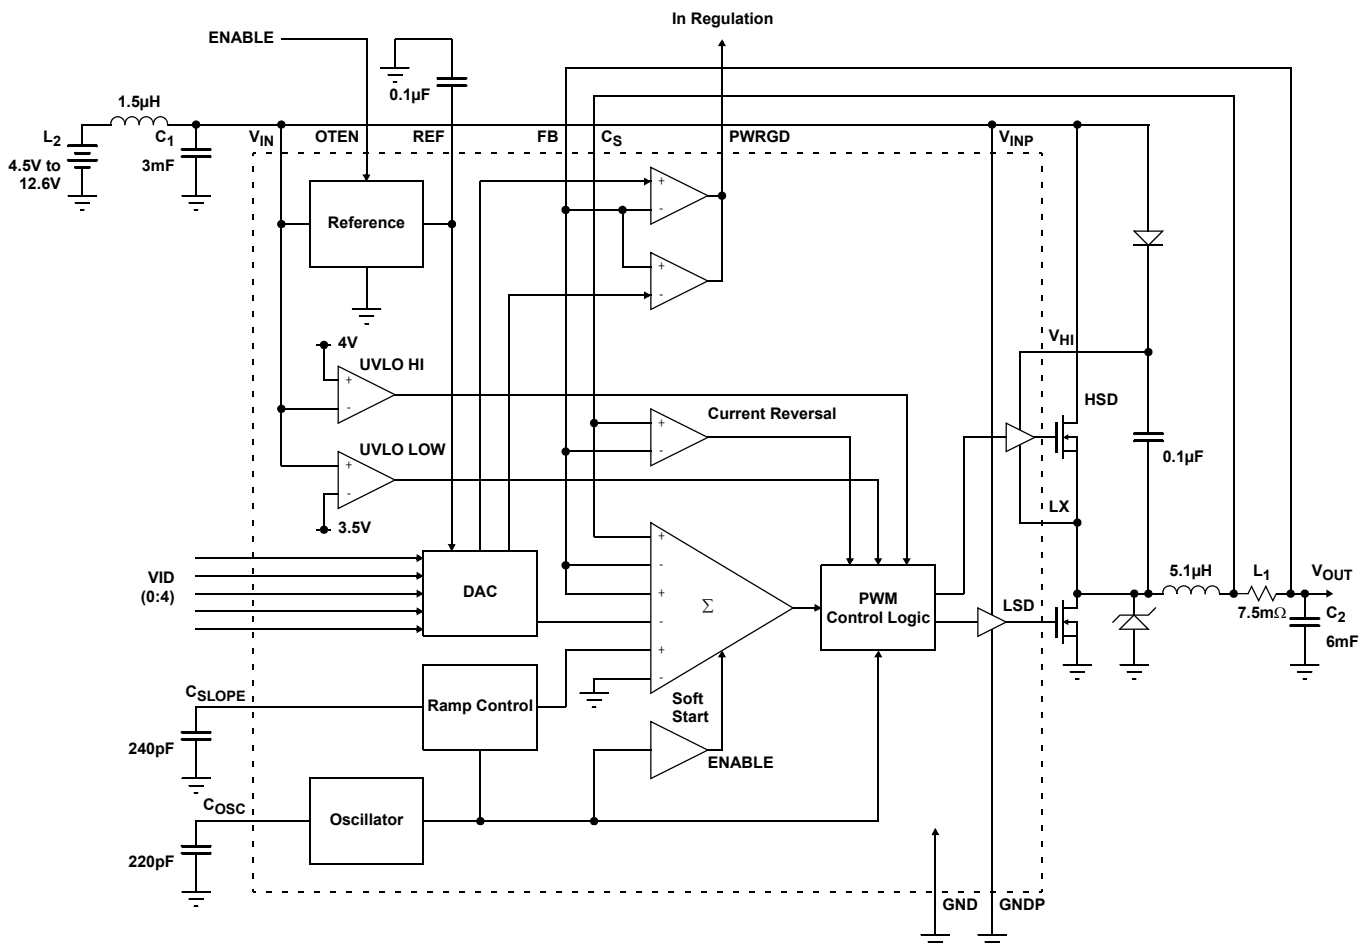 In Regulation
ENABLE
0.1µF
1.5µH
L2
C1
VIN
OTEN
REF
FB
CS
PWRGD
VINP
4.5V to
12.6V
3mF
+
-
Reference
+
-
4V
UVLO HI
+
-
VHI
HSD
Current Reversal
+
-
UVLO LOW
+
-
0.1µF
3.5V
LX
+
-
+
-
+
-
Σ
VID
(0:4)
DAC
PWM
Control Logic
LSD
5.1µH
L1
VOUT
7.5mΩ
C2
6mF
CSLOPE
Ramp Control
Soft
Start
240pF
ENABLE
COSC
Oscillator
220pF
GND
GNDP